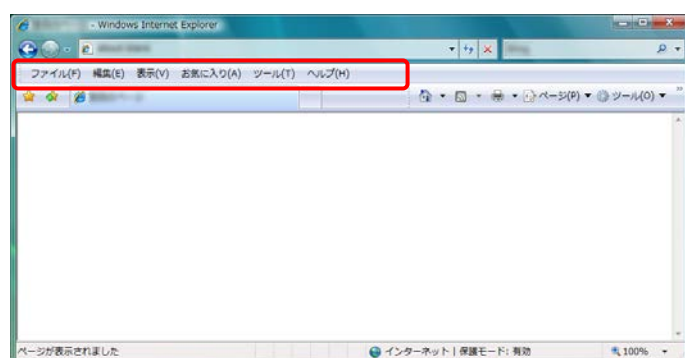 - Windows Internet Explorer
ファイル(F) 編集(E) 表示(V) お気に入り(A) ツール(T) ヘルプ(H)
ページ(P) ツール(O)
ページが表示されました インターネット | 保護モード: 有効 100%